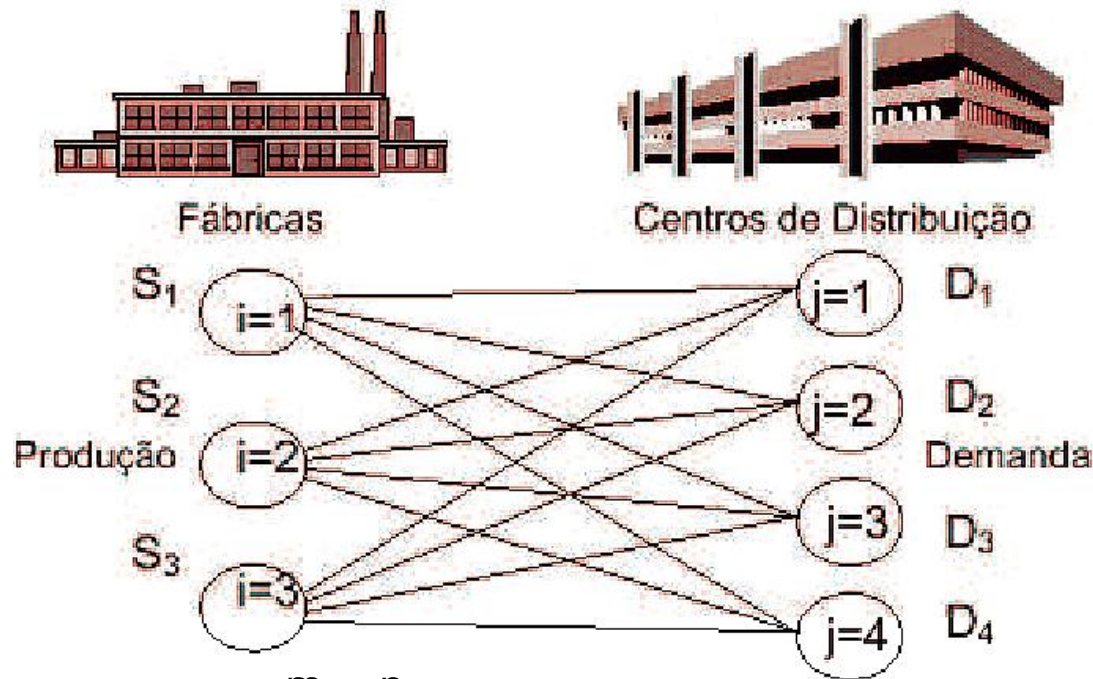 Fábricas
Centros de Distribuição
S1
i=1
j=1
D1
S2
j=2
D2
Produção
i=2
Demanda
j=3
D3
S3
i=3
j=4
D4